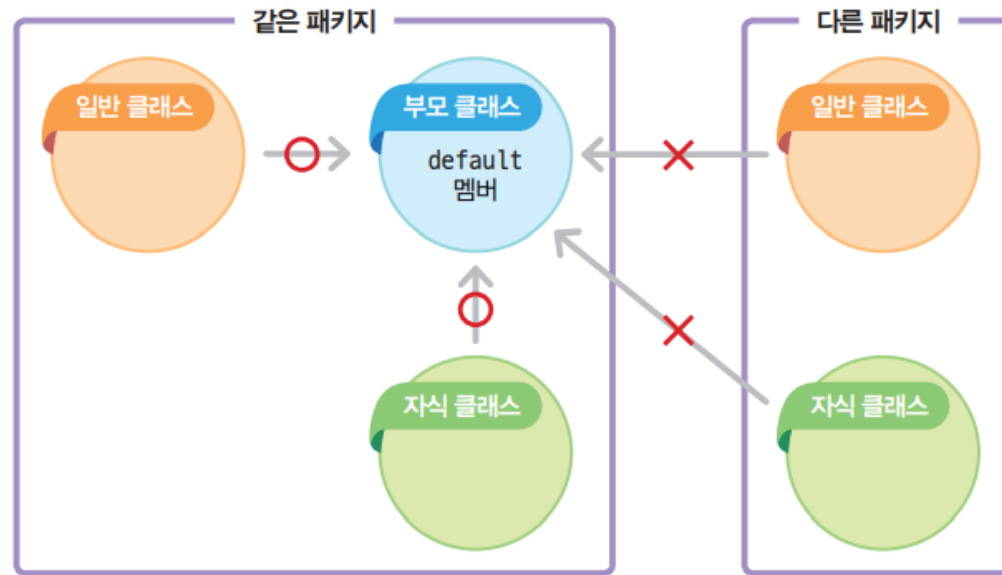 같은 패키지
다른 패키지
일반 클래스
부모 클래스
default
멤버
일반 클래스
자식 클래스
자식 클래스